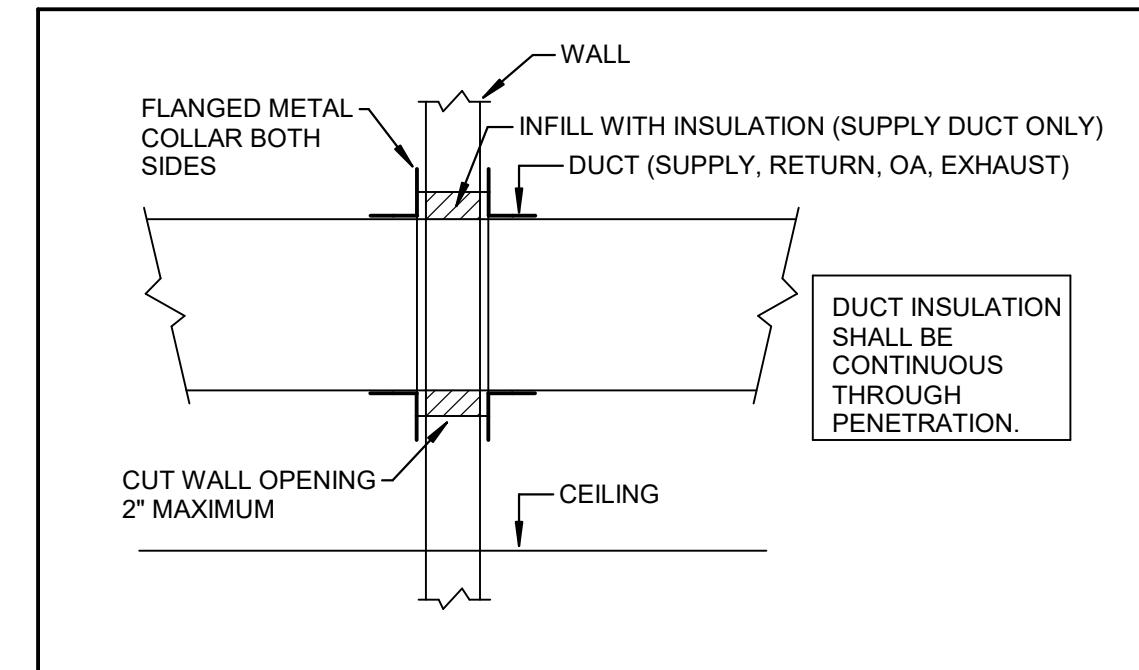 WALL
FLANGED METAL
COLLAR BOTH
SIDES
INFILL WITH INSULATION (SUPPLY DUCT ONLY)
DUCT (SUPPLY, RETURN, OA, EXHAUST)
DUCT INSULATION
SHALL BE
CONTINUOUS
THROUGH
PENETRATION.
CUT WALL OPENING
2" MAXIMUM
CEILING